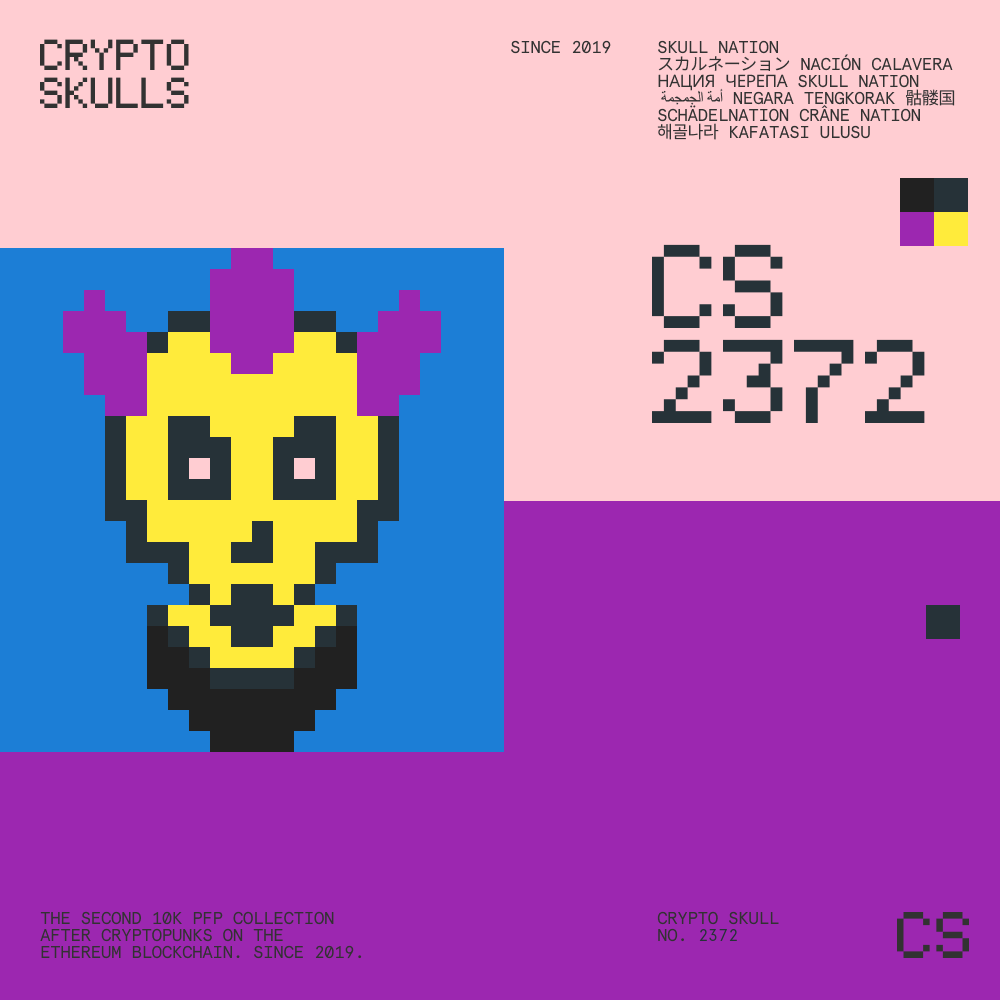 CRYPTO
SKULLS
SINCE 2019
SKULL NATION
スカルネーション NACIÓN CALAVERA
НАЦИЯ ЧЕРЕПА SKULL NATION
أمة الجمجمة NEGARA TENGKORAK 骷髅国
SCHÄDELNATION CRÂNE NATION
해골나라 KAFATASI ULUSU
CS
2372
THE SECOND 10K PFP COLLECTION
AFTER CRYPTOPUNKS ON THE
ETHEREUM BLOCKCHAIN. SINCE 2019.
CRYPTO SKULL
NO. 2372
CS